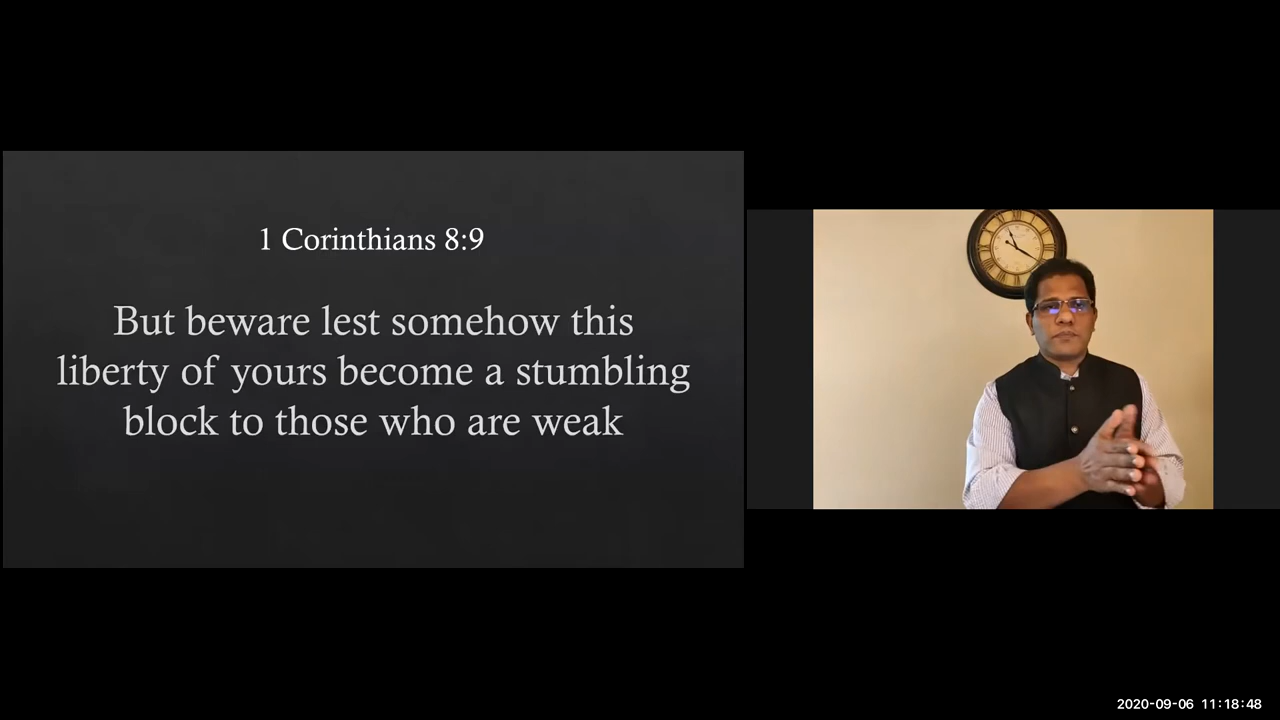 1 Corinthians 8:9
But beware lest somehow this
liberty of yours become a stumbling
block to those who are weak
2020-09-06 11:18:48